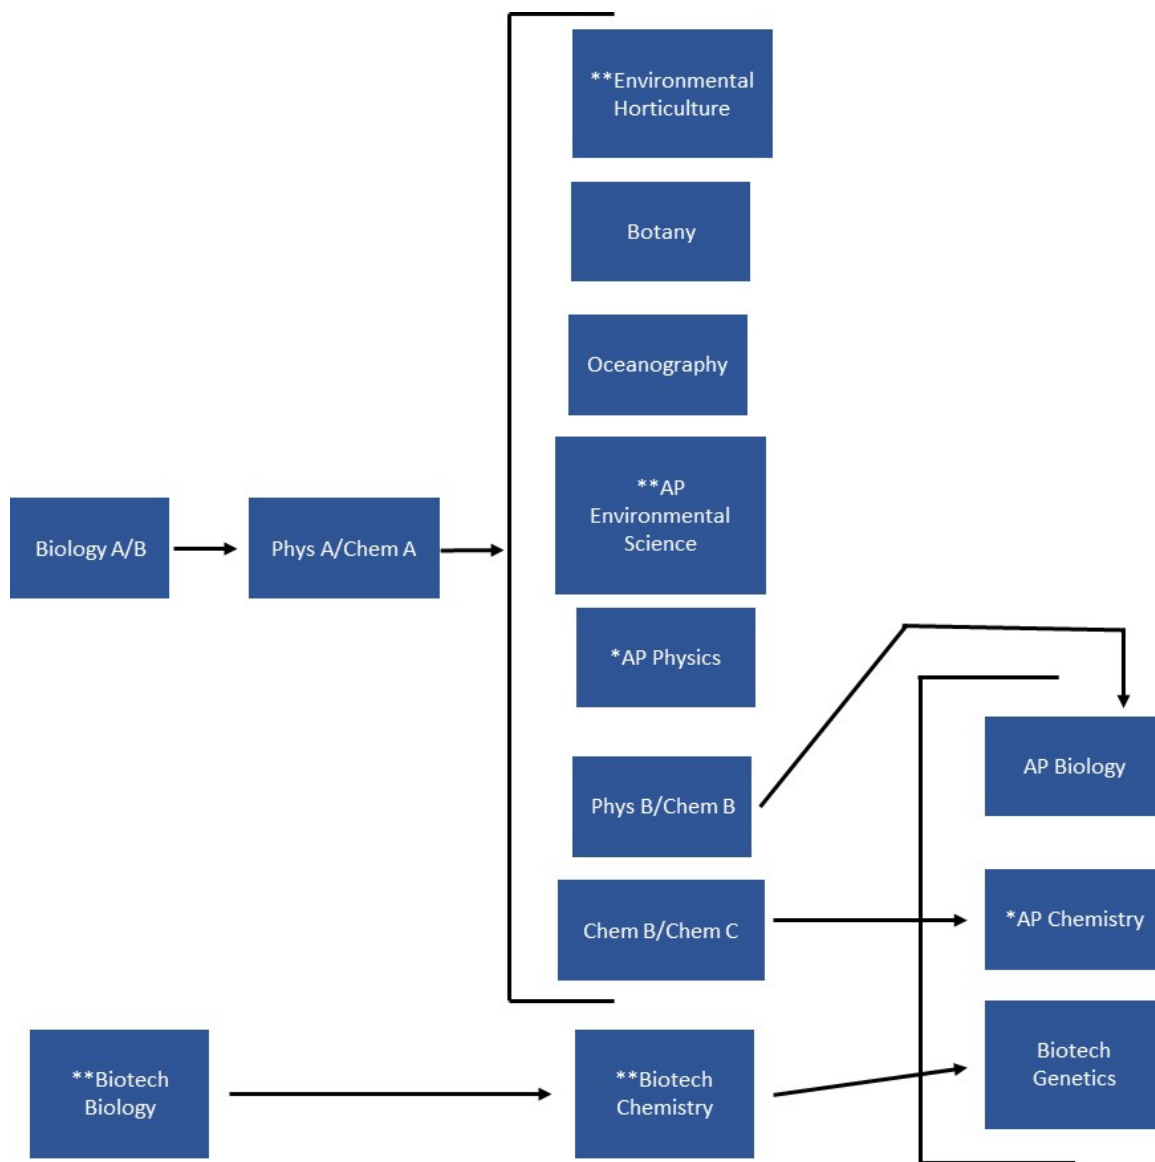 **Environmental
Horticulture
Botany
Oceanography
**AP
Environmental
Science
Biology A/B
Phys A/Chem A
*AP Physics
AP Biology
Phys B/Chem B
*AP Chemistry
Chem B/Chem C
Biotech
Genetics
**Biotech
Biology
**Biotech
Chemistry